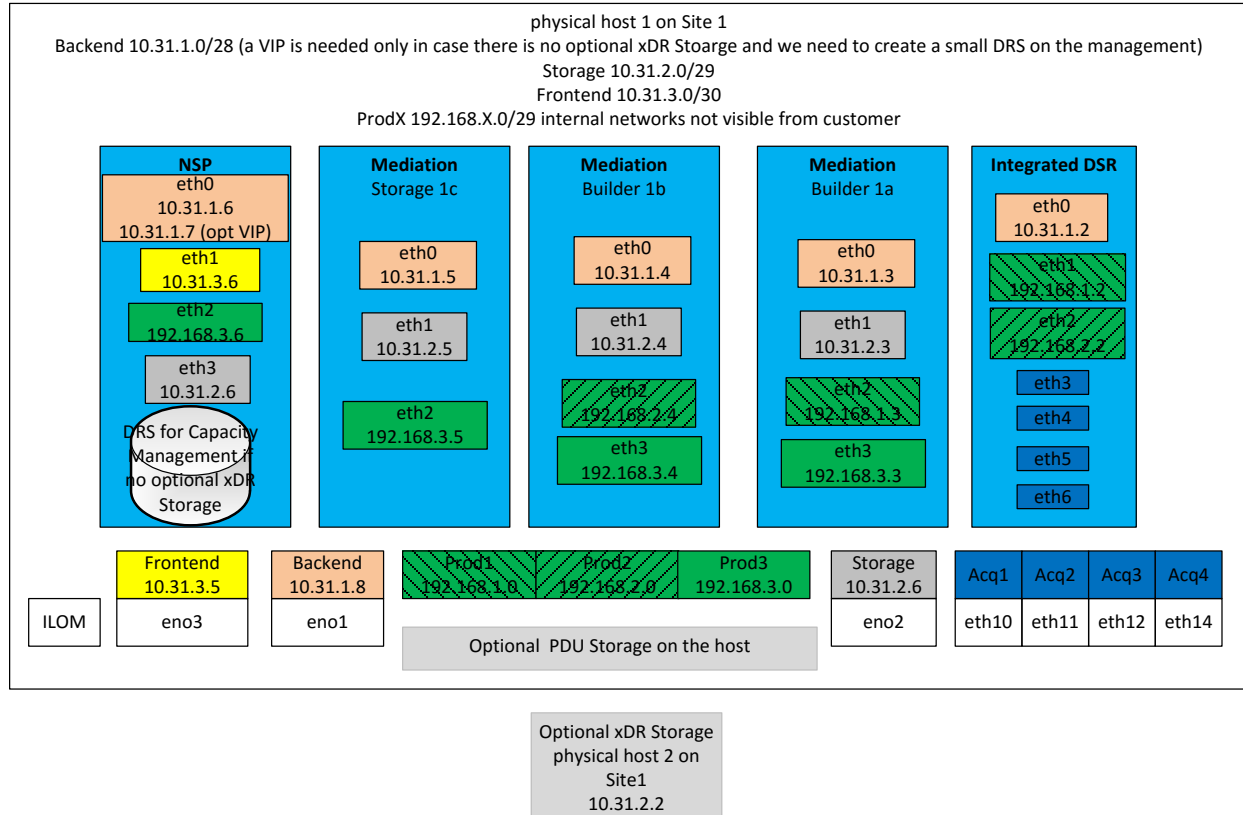 physical host 1 on Site 1
Backend 10.31.1.0/28 (a VIP is needed only in case there is no optional xDR Stoarge and we need to create a small DRS on the management)
Storage 10.31.2.0/29
Frontend 10.31.3.0/30
ProdX 192.168.X.0/29 internal networks not visible from customer
NSP
eth0
10.31.1.6
10.31.1.7 (opt VIP)
eth1
10.31.3.6
eth2
192.168.3.6
eth3
10.31.2.6
DRS for Capacity
Management if
no optional xDR
Storage
Mediation
Storage 1c
eth0
10.31.1.5
eth1
10.31.2.5
eth2
192.168.3.5
Mediation
Builder 1b
eth0
10.31.1.4
eth1
10.31.2.4
eth2
192.168.2.4
eth3
192.168.3.4
Mediation
Builder 1a
eth0
10.31.1.3
eth1
10.31.2.3
eth2
192.168.1.3
eth3
192.168.3.3
Integrated DSR
eth0
10.31.1.2
eth1
192.168.1.2
eth2
192.168.2.2
eth3
eth4
eth5
eth6
ILOM
Frontend
10.31.3.5
eno3
Backend
10.31.1.8
eno1
Prod1
192.168.1.0
Prod2
192.168.2.0
Prod3
192.168.3.0
Optional PDU Storage on the host
Storage
10.31.2.6
eno2
Acq1
Acq2
Acq3
Acq4
eth10
eth11
eth12
eth14
Optional xDR Storage
physical host 2 on
Site1
10.31.2.2